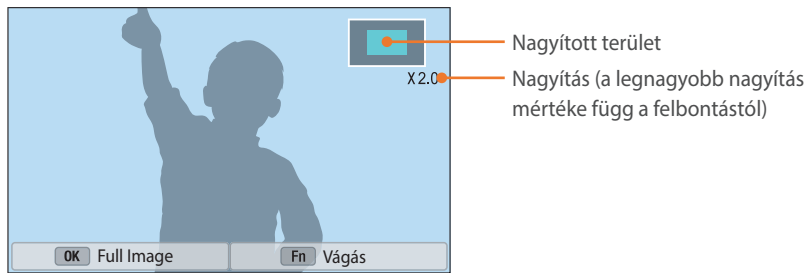 Nagyított terület
X 2.0
Nagyítás (a legnagyobb nagyítás
mértéke függ a felbontástól)
OK Full Image
Fn Vágás